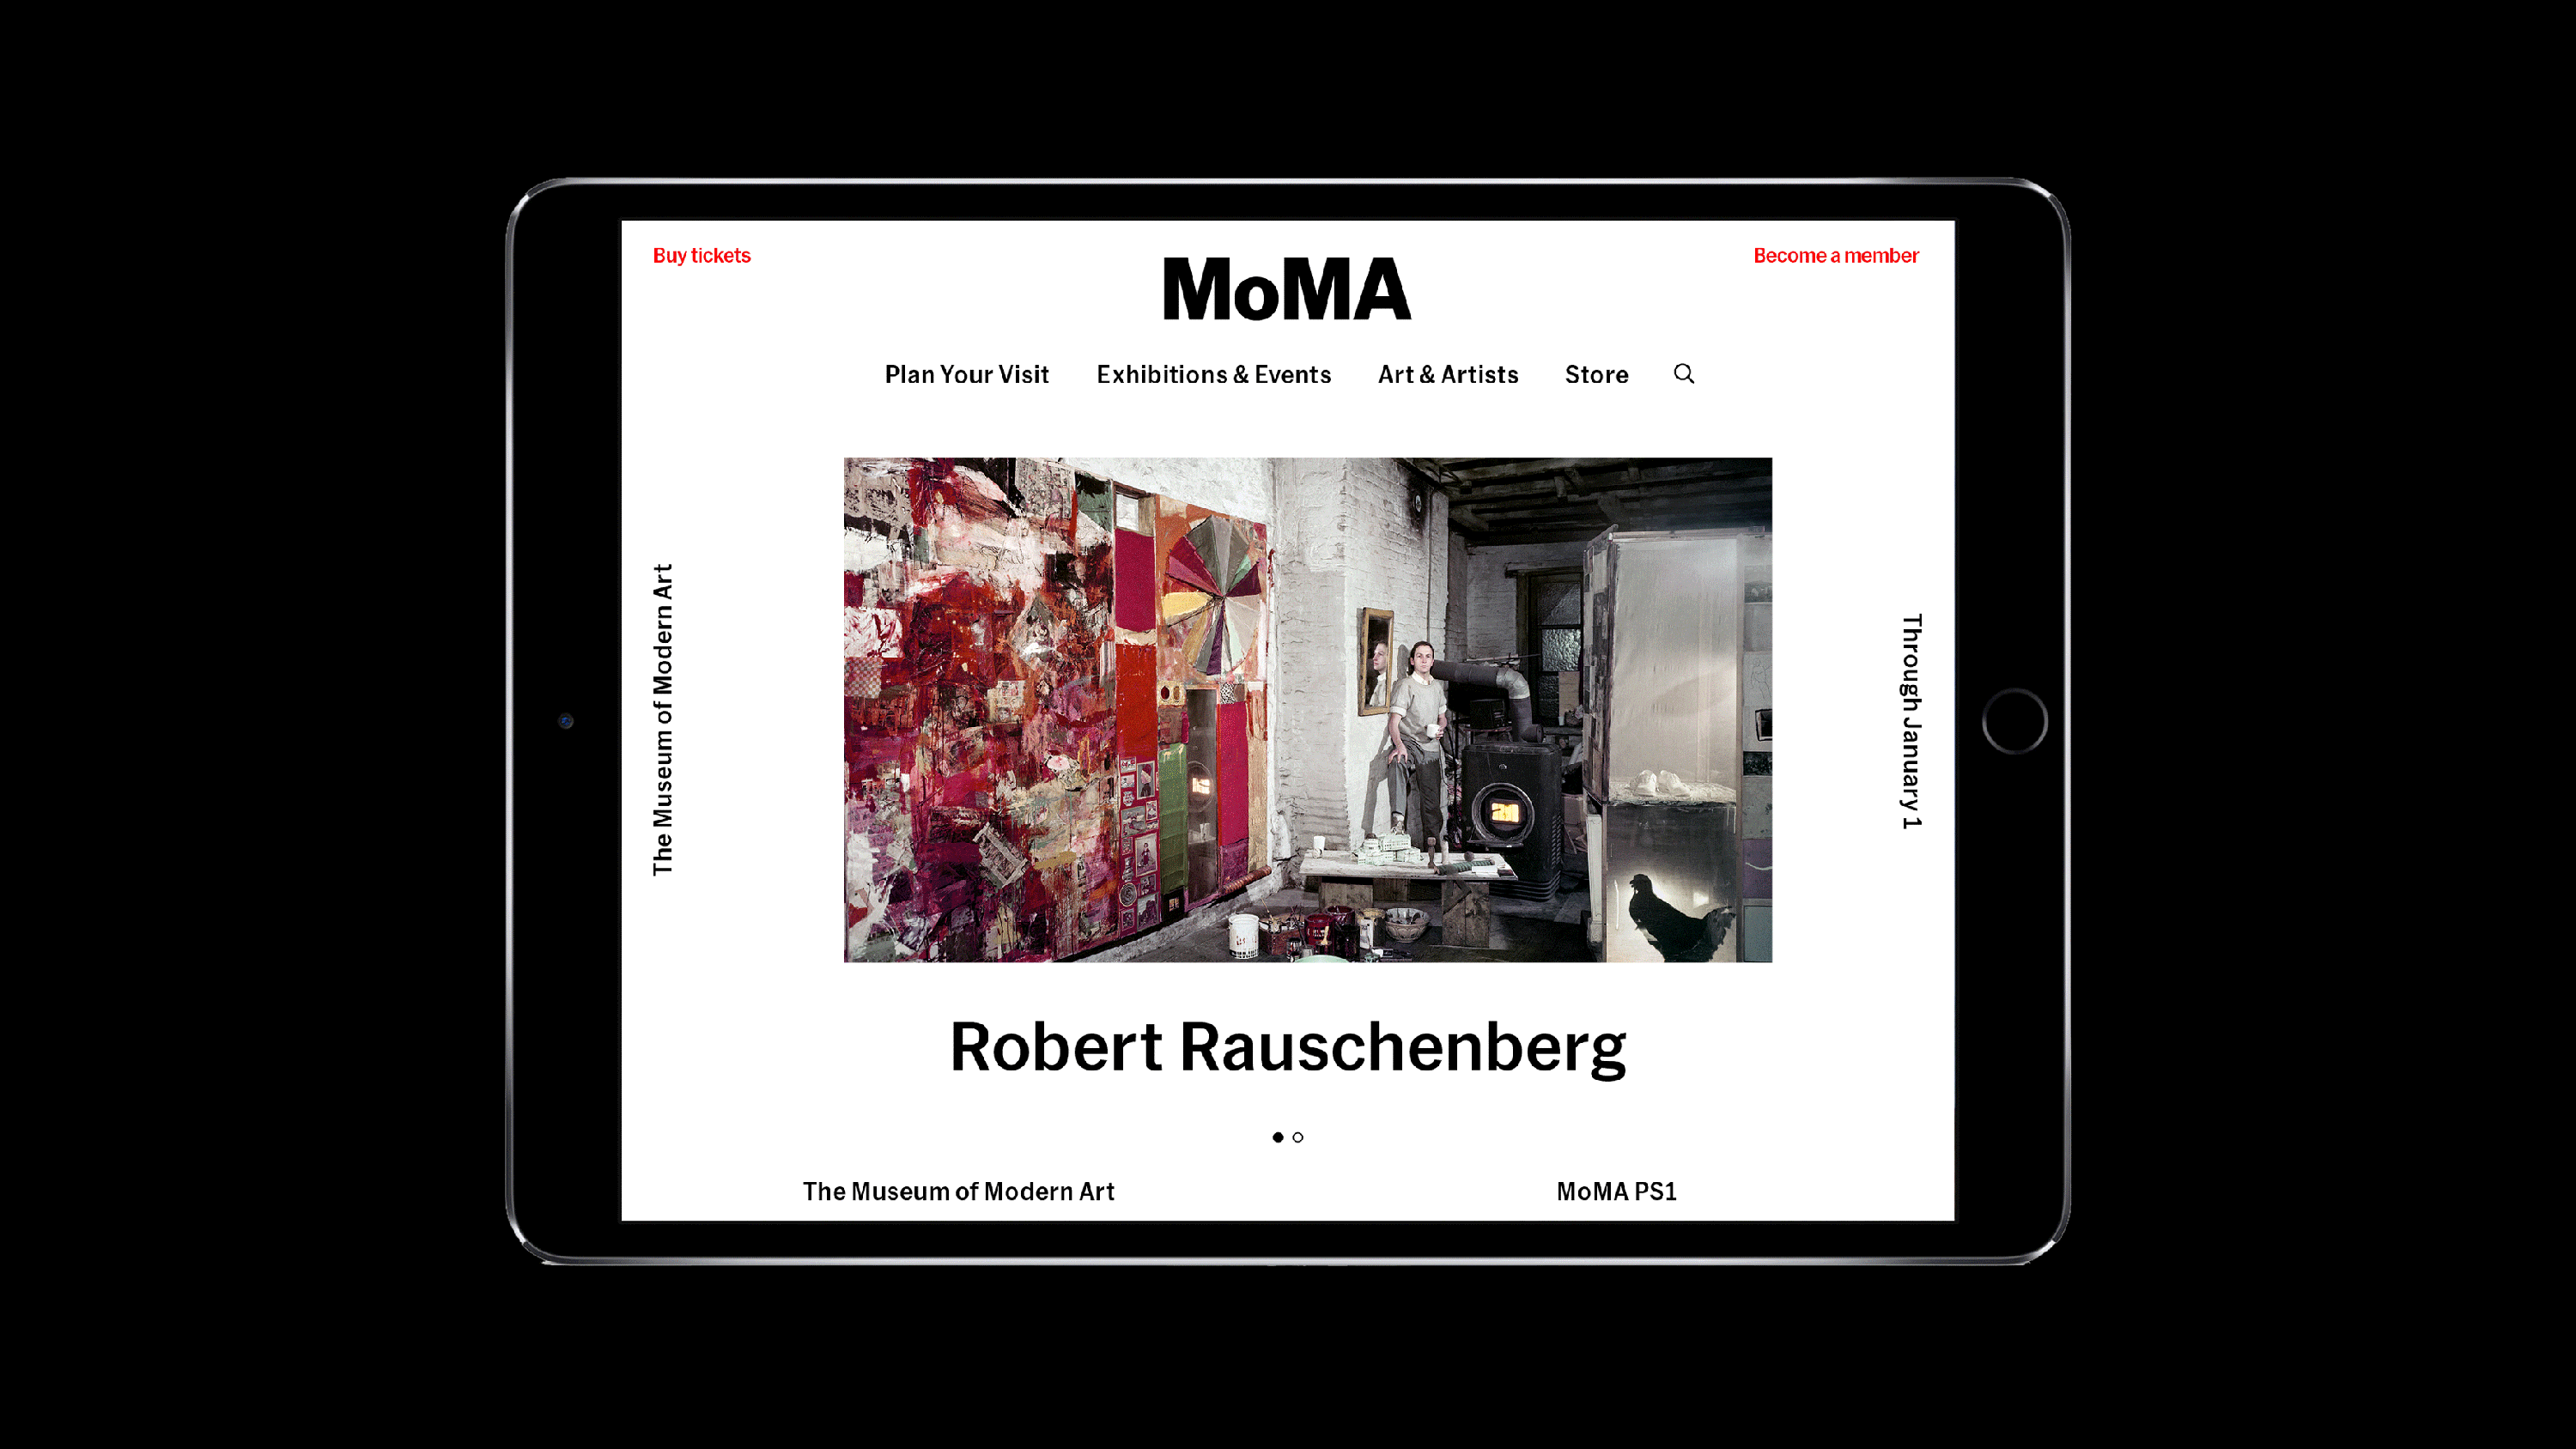 Buy tickets
MoMA
Become a member
Plan Your Visit
Exhibitions & Events
Art & Artists
Store
The Museum of Modern Art
Through January 1
Robert Rauschenberg
The Museum of Modern Art
MoMA PS1